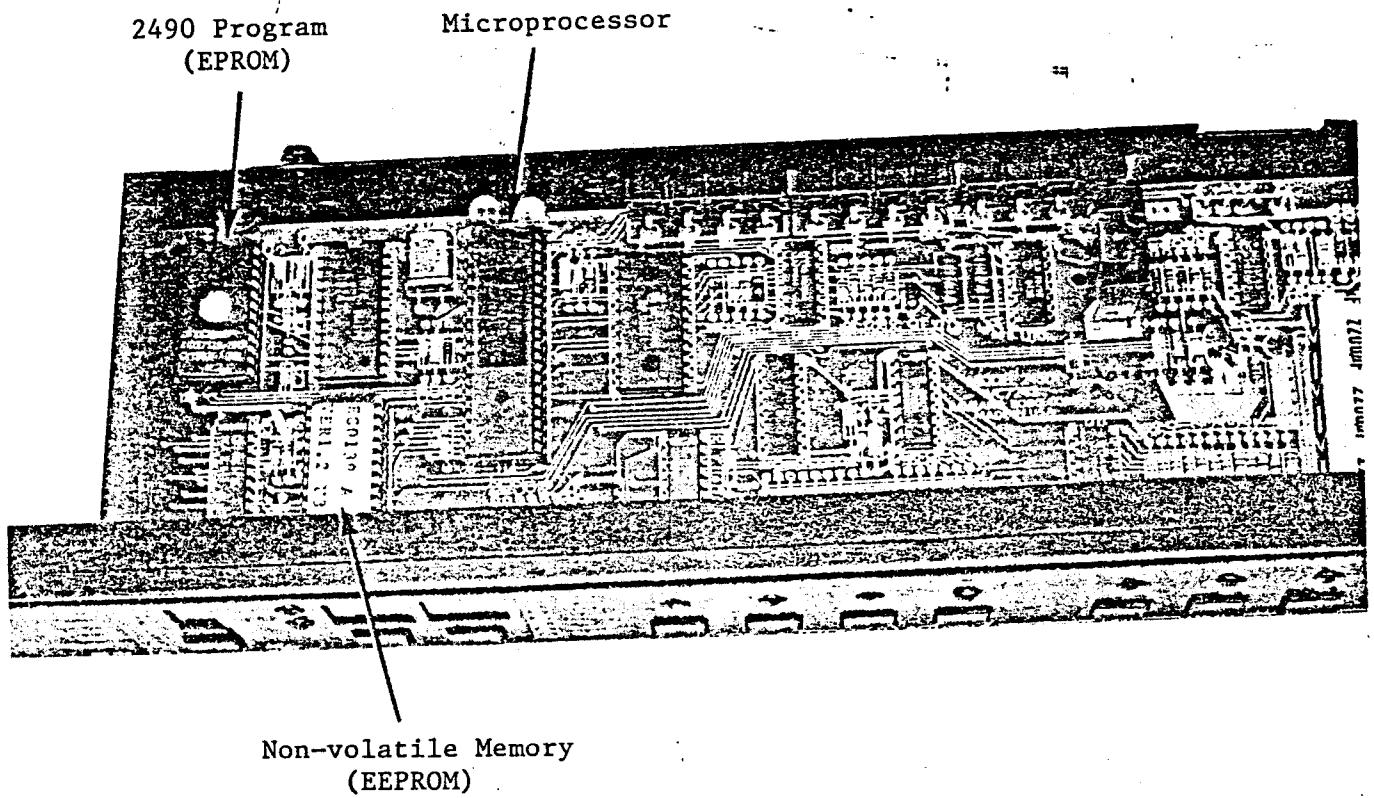 2490 Program
(EPROM)
Microprocessor
Non-volatile Memory
(EEPROM)